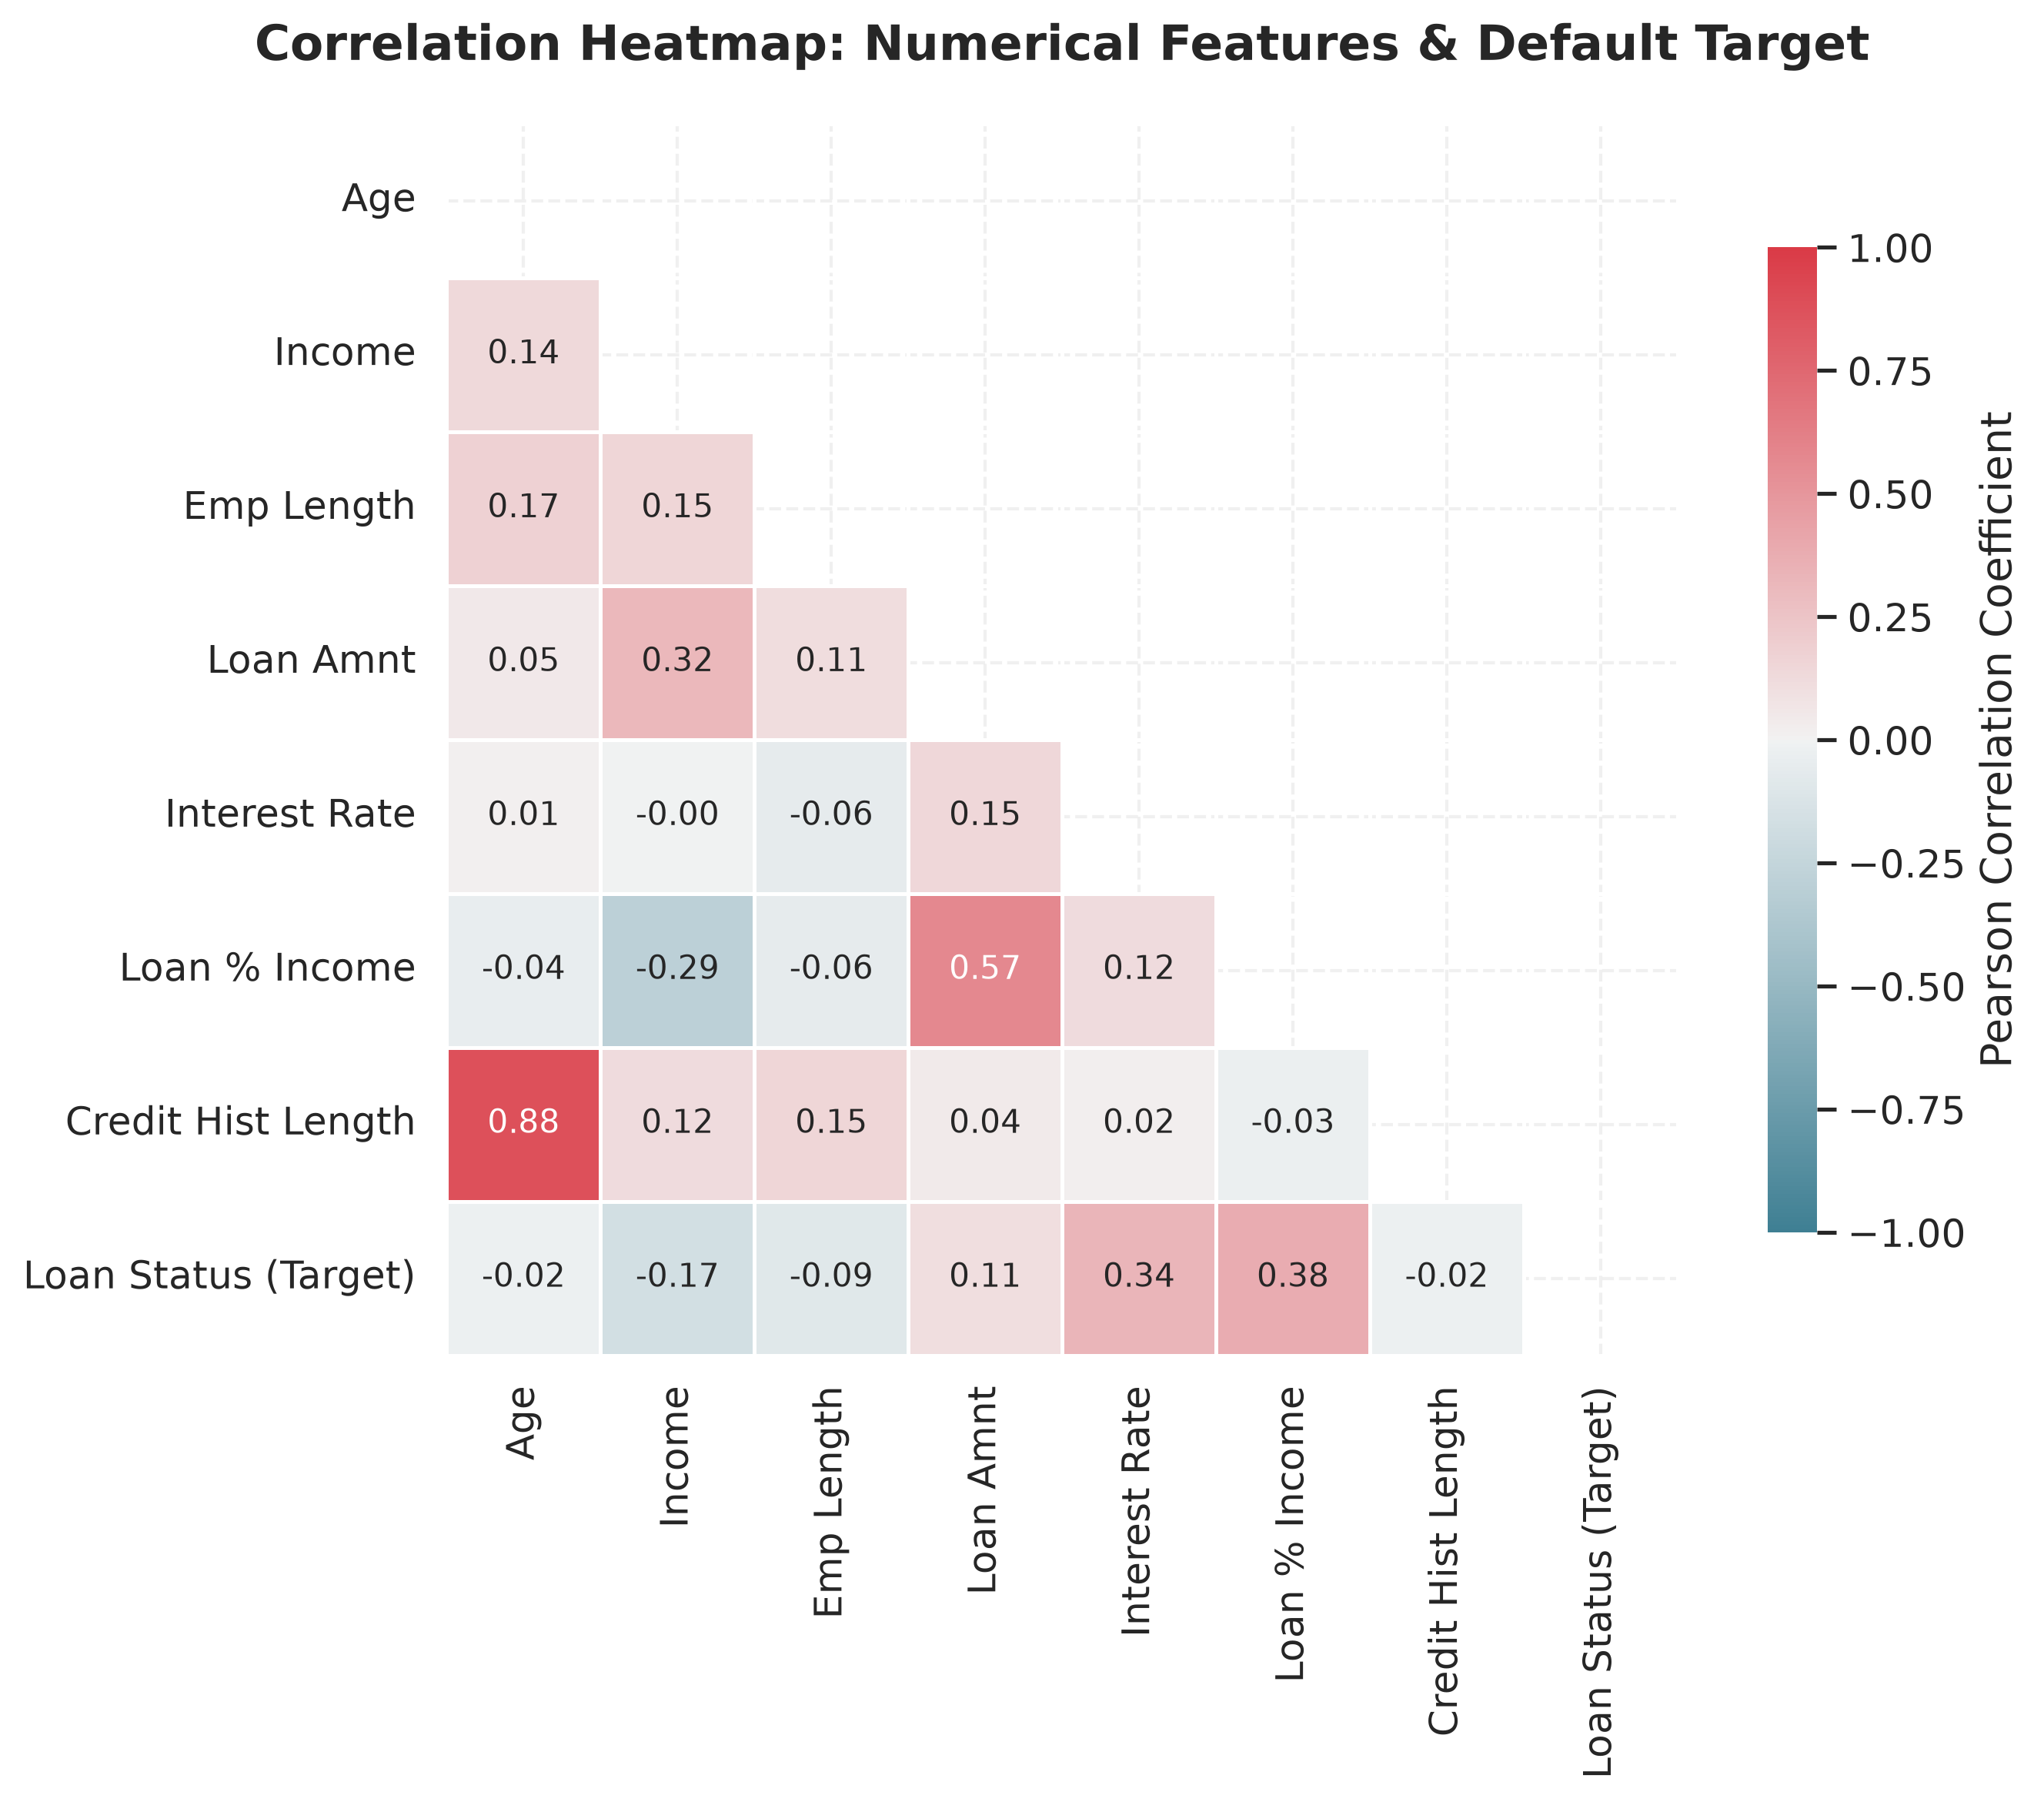 Correlation Heatmap: Numerical Features & Default Target
Age
Income
0.14
Emp Length
0.17 0.15
Loan Amnt
0.05 0.32 0.11
Interest Rate
0.01 -0.00 -0.06 0.15
Loan % Income
-0.04 -0.29 -0.06 0.57 0.12
Credit Hist Length
0.88 0.12 0.15 0.04 0.02 -0.03
Loan Status (Target)
-0.02 -0.17 -0.09 0.11 0.34 0.38 -0.02
Age
Income
Emp Length
Loan Amnt
Interest Rate
Loan % Income
Credit Hist Length
Loan Status (Target)
1.00
0.75
0.50
0.25
0.00
−0.25
−0.50
−0.75
−1.00
Pearson Correlation Coefficient